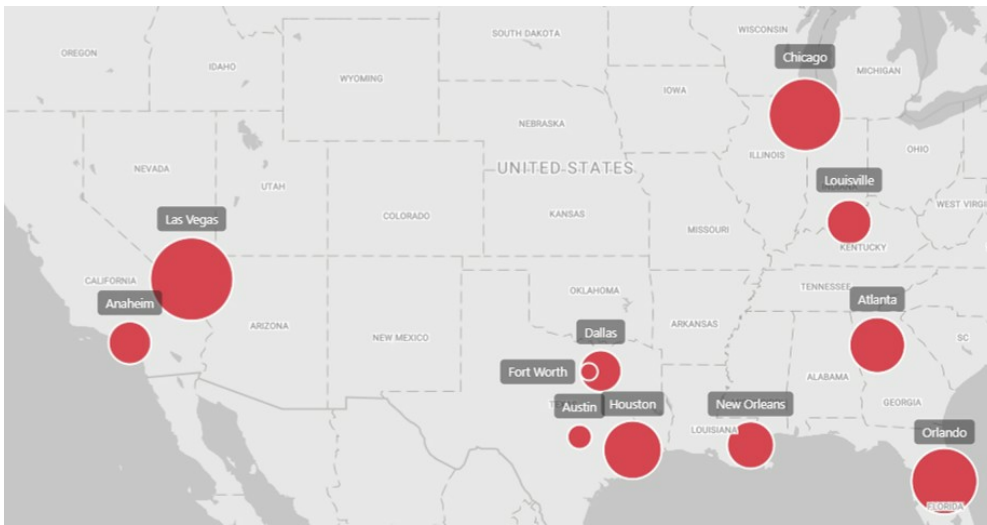 WISCONSIN
SOUTH DAKOTA
OREGON
Chicago
IDAHO
MICHIGAN
WYOMING
IOWA
NEBRASKA
OHIO
ILLINOIS
NEVADA
UNITED STATES
Louisville
UTAH
WEST VIRGI
COLORADO
KANSAS
Las Vegas
MISSOURI
KENTUCKY
CALIFORNIA
TENNESSEE
OKLAHOMA
Anaheim
Atlanta
ARIZONA
ARKANSAS
Dallas
NEW MEXICO
SC
Fort Worth
ALABAMA
Austin
Houston
New Orleans
GEORGIA
LOUISIANA
Orlando
FLORIDA